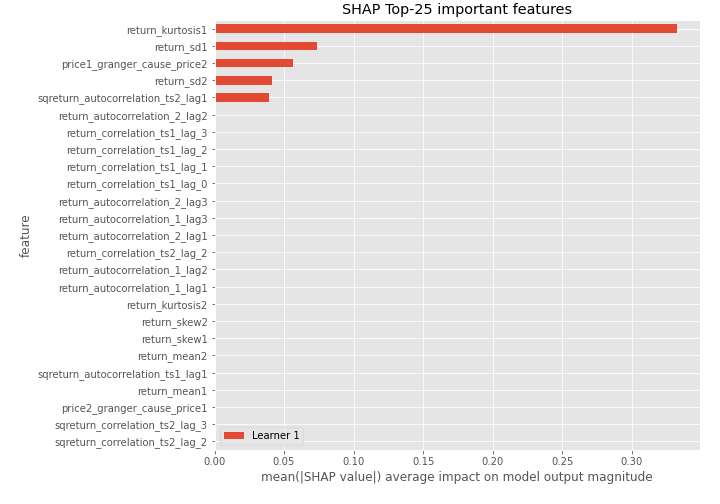 SHAP Top-25 important features
return_kurtosis1
return_sd1
price1_granger_cause_price2
return_sd2
sqreturn_autocorrelation_ts2_lag1
return_autocorrelation_2_lag2
return_correlation_ts1_lag_3
return_correlation_ts1_lag_2
return_correlation_ts1_lag_1
return_correlation_ts1_lag_0
return_autocorrelation_2_lag3
return_autocorrelation_1_lag3
return_autocorrelation_2_lag1
return_correlation_ts2_lag_2
return_autocorrelation_1_lag2
return_autocorrelation_1_lag1
return_kurtosis2
return_skew2
return_skew1
return_mean2
sqreturn_autocorrelation_ts1_lag1
return_mean1
price2_granger_cause_price1
sqreturn_correlation_ts2_lag_3
sqreturn_correlation_ts2_lag_2
feature
Learner 1
0.00 0.05 0.10 0.15 0.20 0.25 0.30
mean(|SHAP value|) average impact on model output magnitude